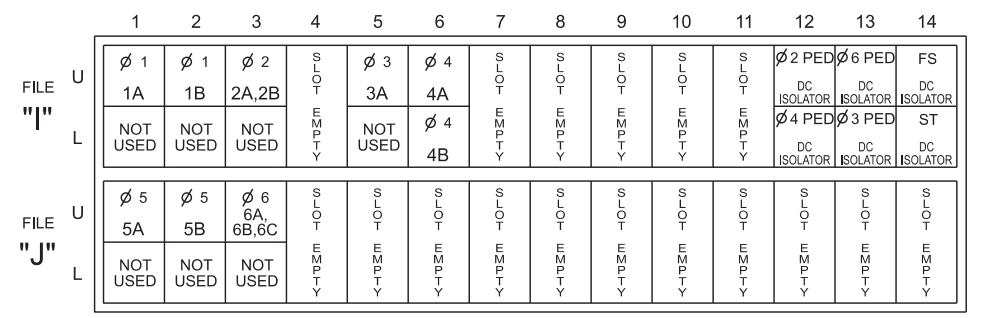 1 2 3 4 5 6 7 8 9 10 11 12 13 14
FILE "I"
U
Ø 1 1A
Ø 1 1B
Ø 2 2A,2B
SLOT EMPTY
Ø 3 3A
Ø 4 4A
SLOT EMPTY
SLOT EMPTY
SLOT EMPTY
SLOT EMPTY
SLOT EMPTY
Ø 2 PED DC ISOLATOR
Ø 6 PED DC ISOLATOR
FS DC ISOLATOR
L
NOT USED
NOT USED
NOT USED
NOT USED
Ø 4 4B
Ø 4 PED DC ISOLATOR
Ø 3 PED DC ISOLATOR
ST DC ISOLATOR
FILE "J"
U
Ø 5 5A
Ø 5 5B
Ø 6 6A, 6B,6C
SLOT EMPTY
SLOT EMPTY
SLOT EMPTY
SLOT EMPTY
SLOT EMPTY
SLOT EMPTY
SLOT EMPTY
SLOT EMPTY
SLOT EMPTY
SLOT EMPTY
SLOT EMPTY
L
NOT USED
NOT USED
NOT USED